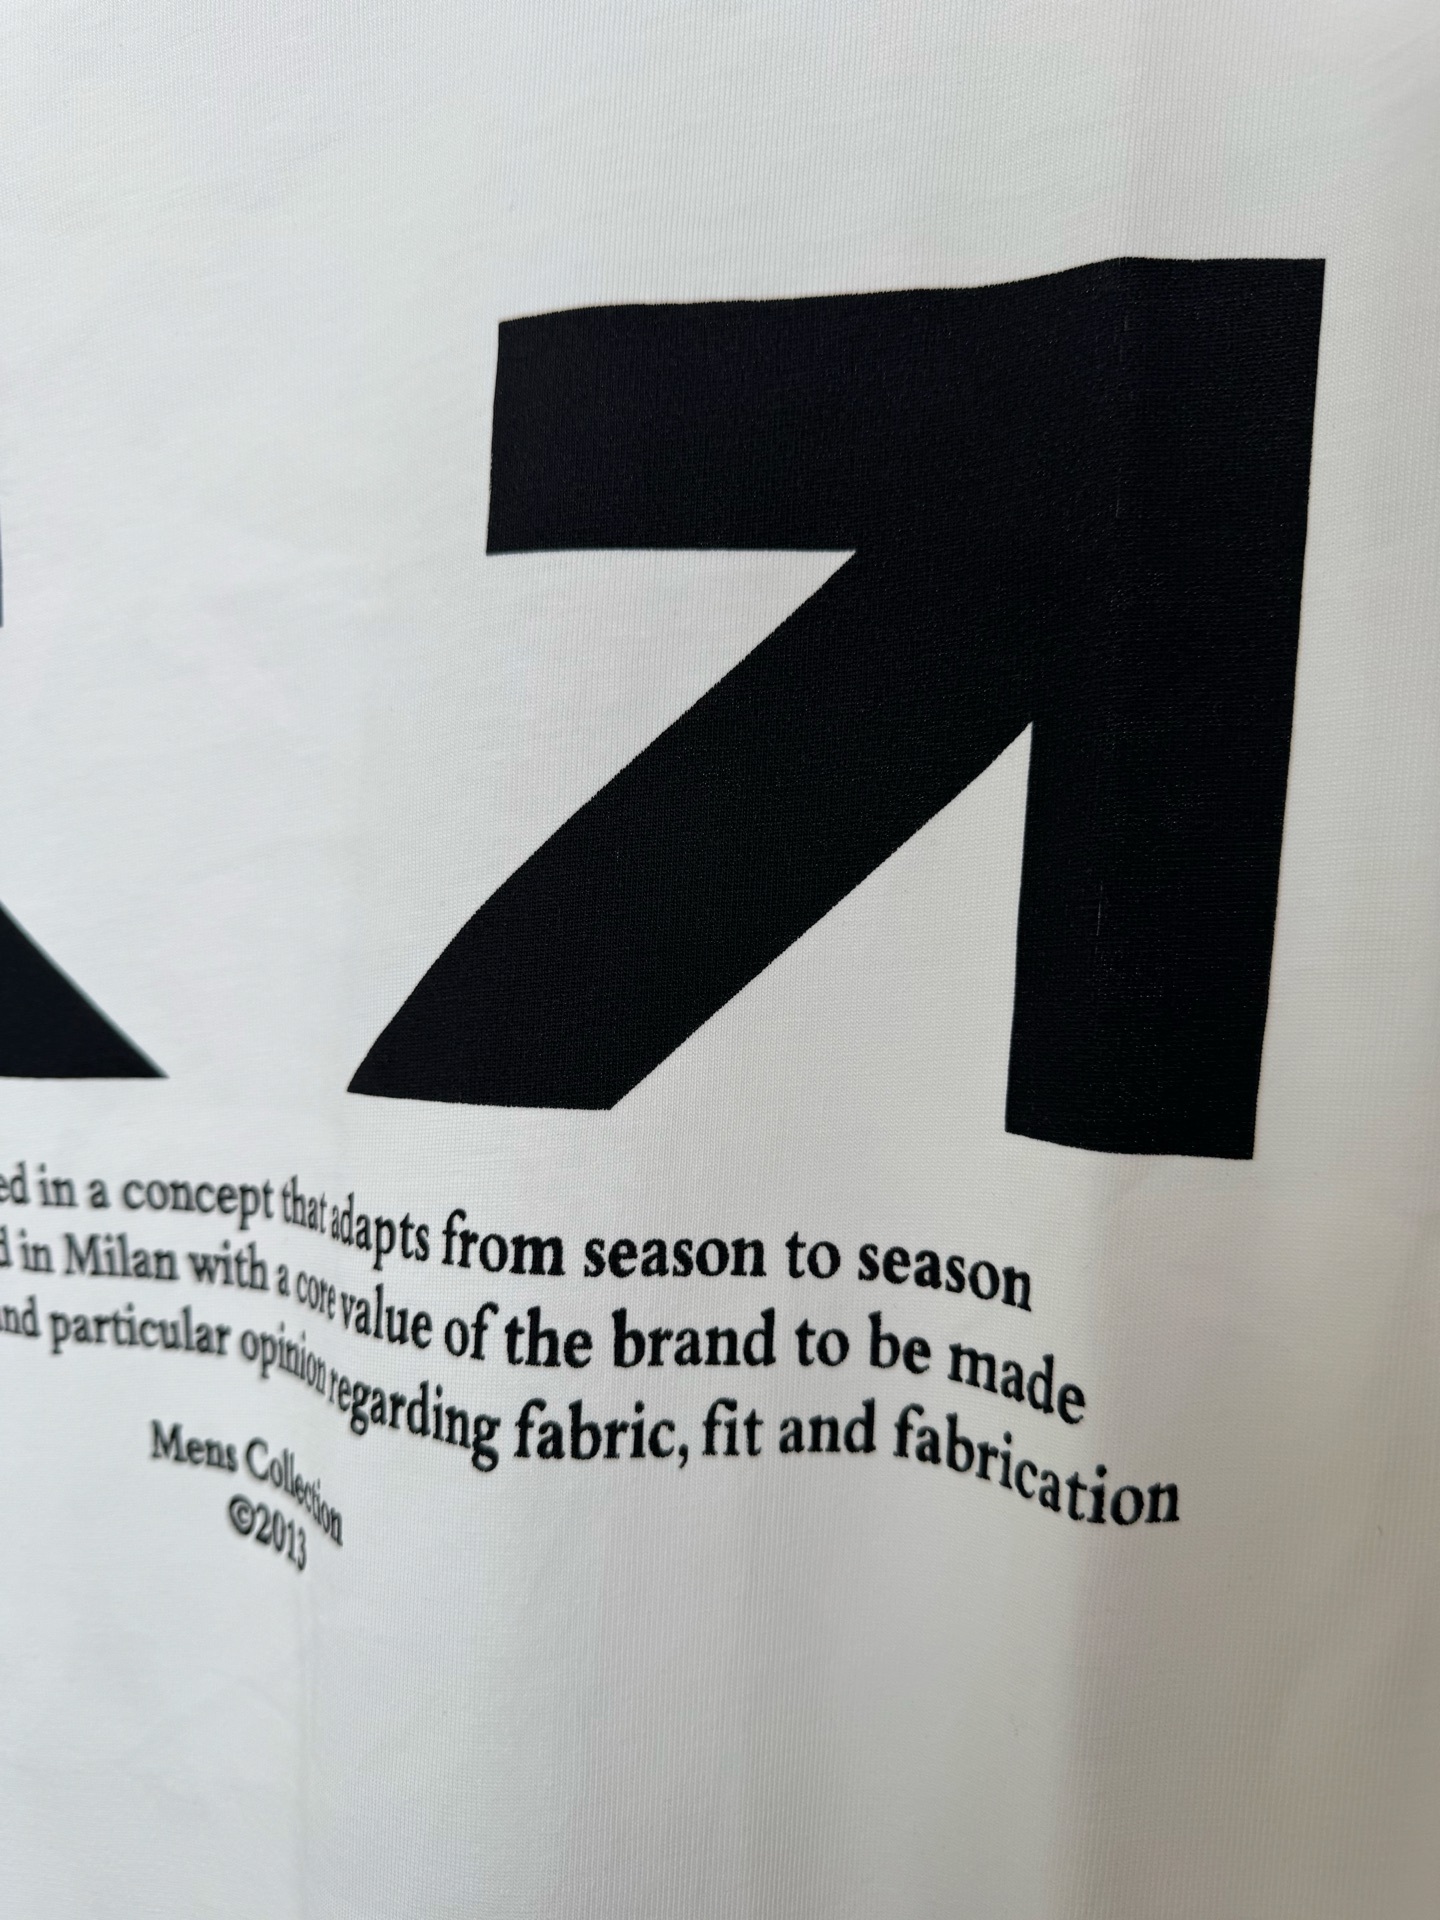 ed in a concept that adapts from season to season
d in Milan with a core value of the brand to be made
nd particular opinion regarding fabric, fit and fabrication
Mens Collection
©2013